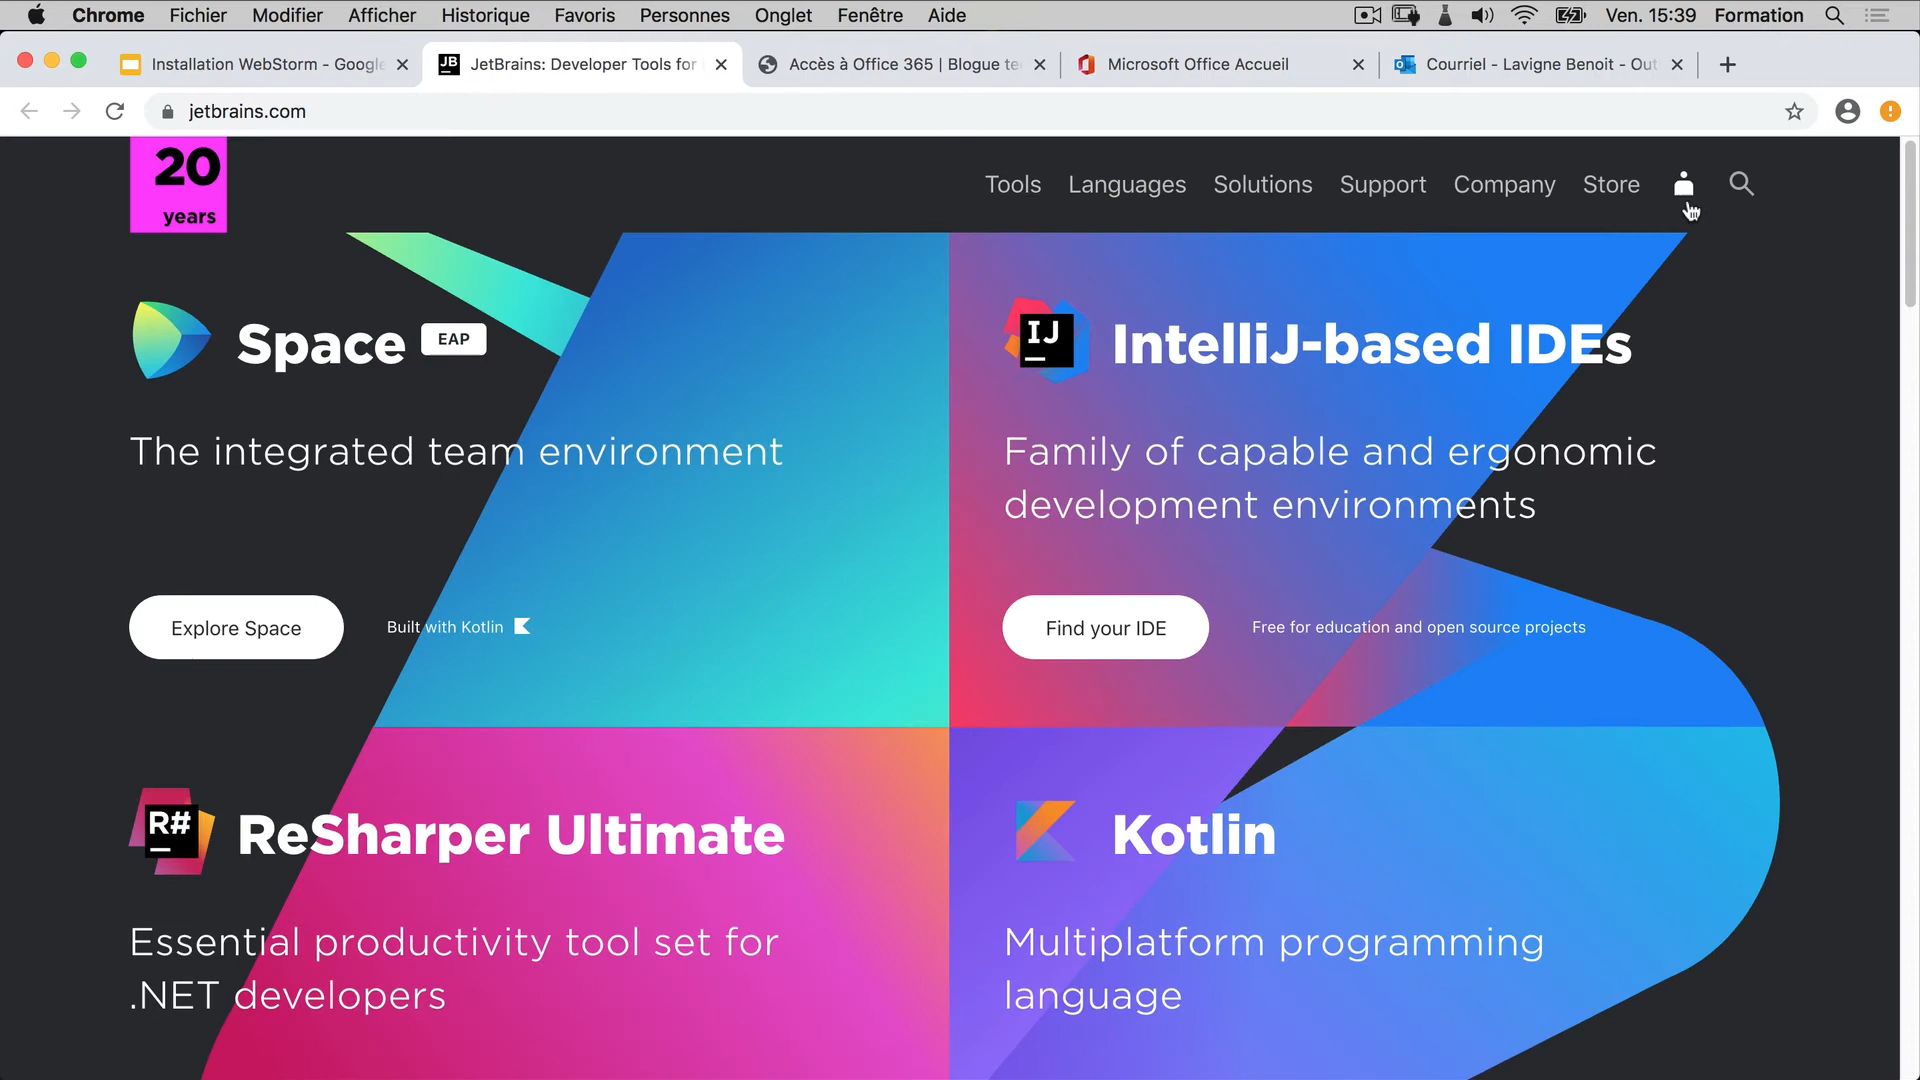 Chrome Fichier Modifier Afficher Historique Favoris Personnes Onglet Fenêtre Aide Ven. 15:39 Formation
Installation WebStorm - Google
JB JetBrains: Developer Tools for
Accès à Office 365 | Blogue te
Microsoft Office Accueil
Courriel - Lavigne Benoit - Out
jetbrains.com
20
years
Tools Languages Solutions Support Company Store
Space EAP
IJ IntelliJ-based IDEs
The integrated team environment
Family of capable and ergonomic
development environments
Explore Space Built with Kotlin
Find your IDE Free for education and open source projects
R# ReSharper Ultimate
Kotlin
Essential productivity tool set for
.NET developers
Multiplatform programming
language